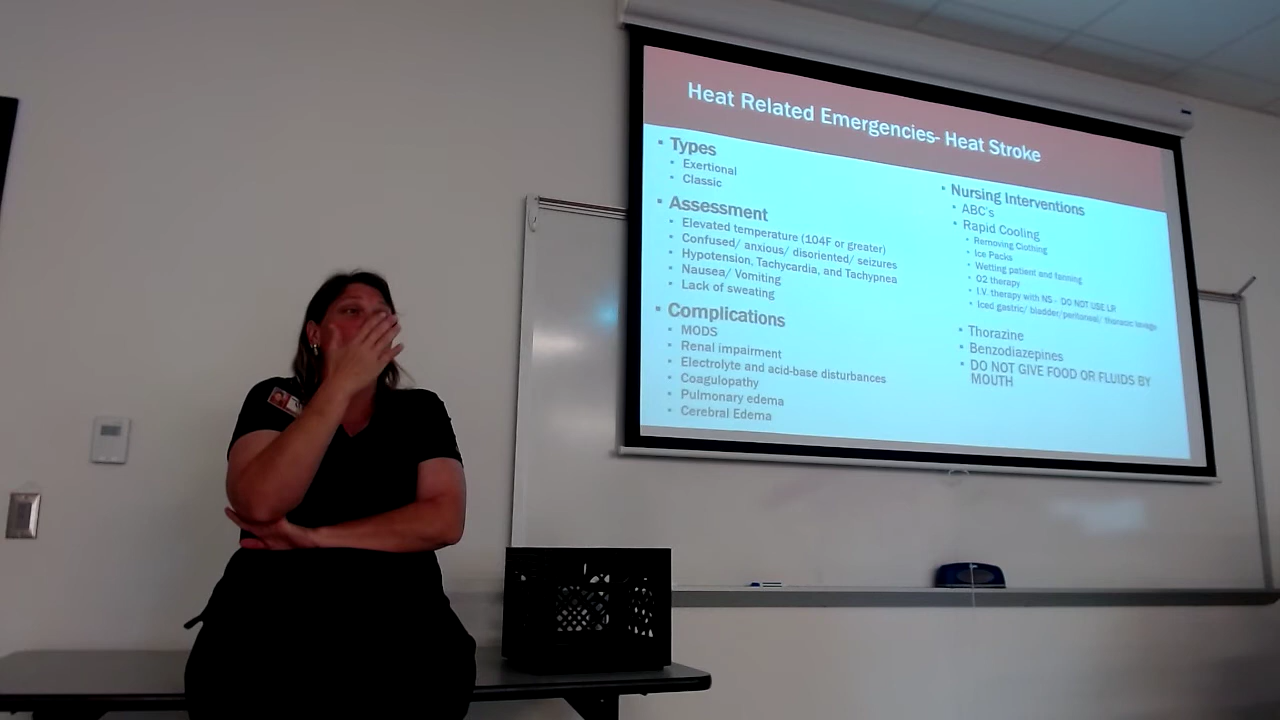 Heat Related Emergencies- Heat Stroke
Types
Exertional
Classic
Assessment
Elevated temperature (104F or greater)
Confused/ anxious/ disoriented/ seizures
Hypotension, Tachycardia, and Tachypnea
Nausea/ Vomiting
Lack of sweating
Complications
MODS
Renal impairment
Electrolyte and acid-base disturbances
Coagulopathy
Pulmonary edema
Cerebral Edema
Nursing Interventions
ABC's
Rapid Cooling
Removing Clothing
Ice Packs
Wetting patient and fanning
O2 therapy
I.V. therapy with NS - DO NOT USE LR
Iced gastric/ bladder/peritoneal/ thoracic lavage
Thorazine
Benzodiazepines
DO NOT GIVE FOOD OR FLUIDS BY
MOUTH